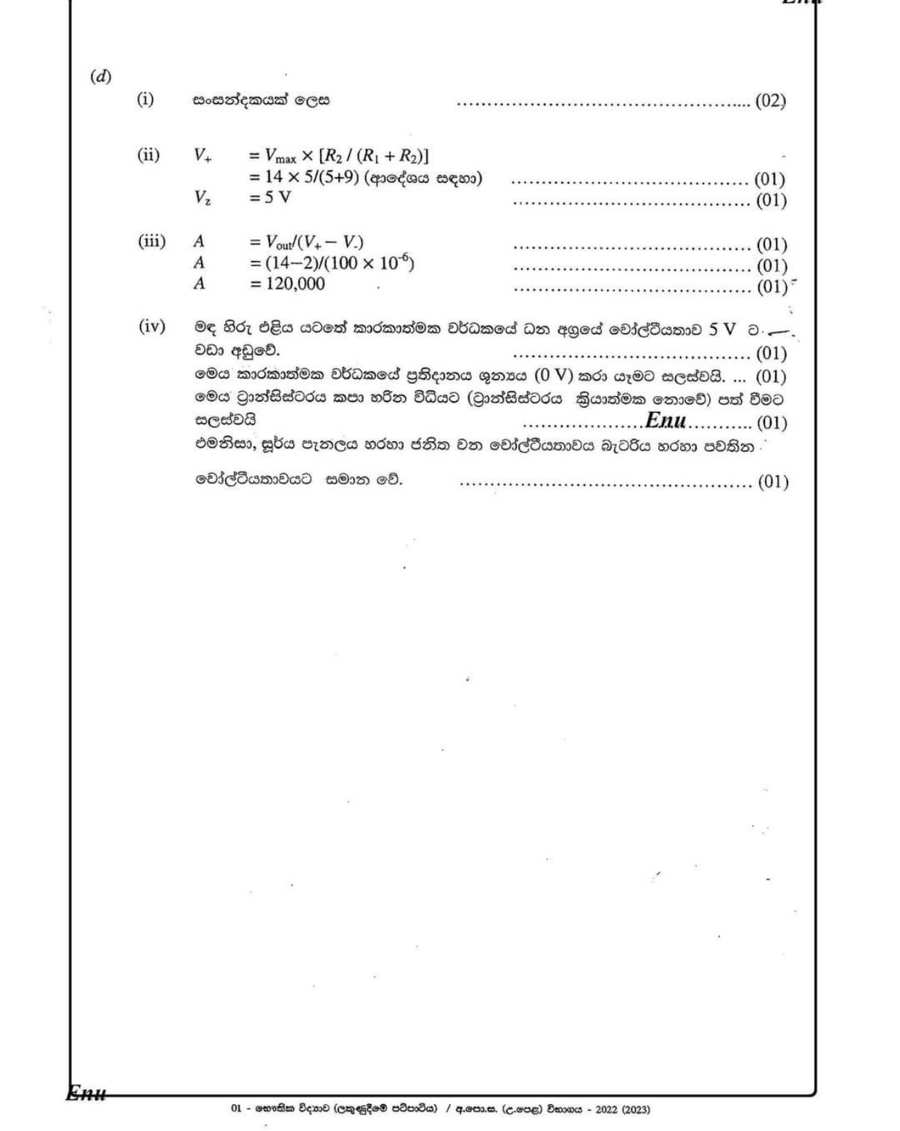 Enu
(d)
(i) සංසන්දකයක් ලෙස ................................................... (02)
(ii) V₊ = Vmax × [R₂ / (R₁ + R₂)]
= 14 × 5/(5+9) (ආදේශය සඳහා) ....................................... (01)
Vz = 5 V ....................................... (01)
(iii) A = Vout/(V₊ − V₋) ....................................... (01)
A = (14−2)/(100 × 10⁻⁶) ....................................... (01)
A = 120,000 ....................................... (01)
(iv) මඳ හිරු එළිය යටතේ කාරකාත්මක වර්ධකයේ ධන අග්‍රයේ වෝල්ටීයතාව 5 V ට
වඩා අඩුවේ. ....................................... (01)
මෙය කාරකාත්මක වර්ධකයේ ප්‍රතිදානය ශූන්‍යය (0 V) කරා යෑමට සලස්වයි. ... (01)
මෙය ට්‍රාන්සිස්ටරය කපා හරින විධියට (ට්‍රාන්සිස්ටරය ක්‍රියාත්මක නොවේ) පත් වීමට
සලස්වයි ....................Enu........... (01)
එමනිසා, සූර්ය පැනලය හරහා ජනිත වන වෝල්ටීයතාවය බැටරිය හරහා පවතින
වෝල්ටීයතාවයට සමාන වේ. ................................................ (01)
Enu
01 - භෞතික විද්‍යාව (ලකුණුදීමේ පටිපාටිය) / අ.පො.ස. (උ.පෙළ) විභාගය - 2022 (2023)